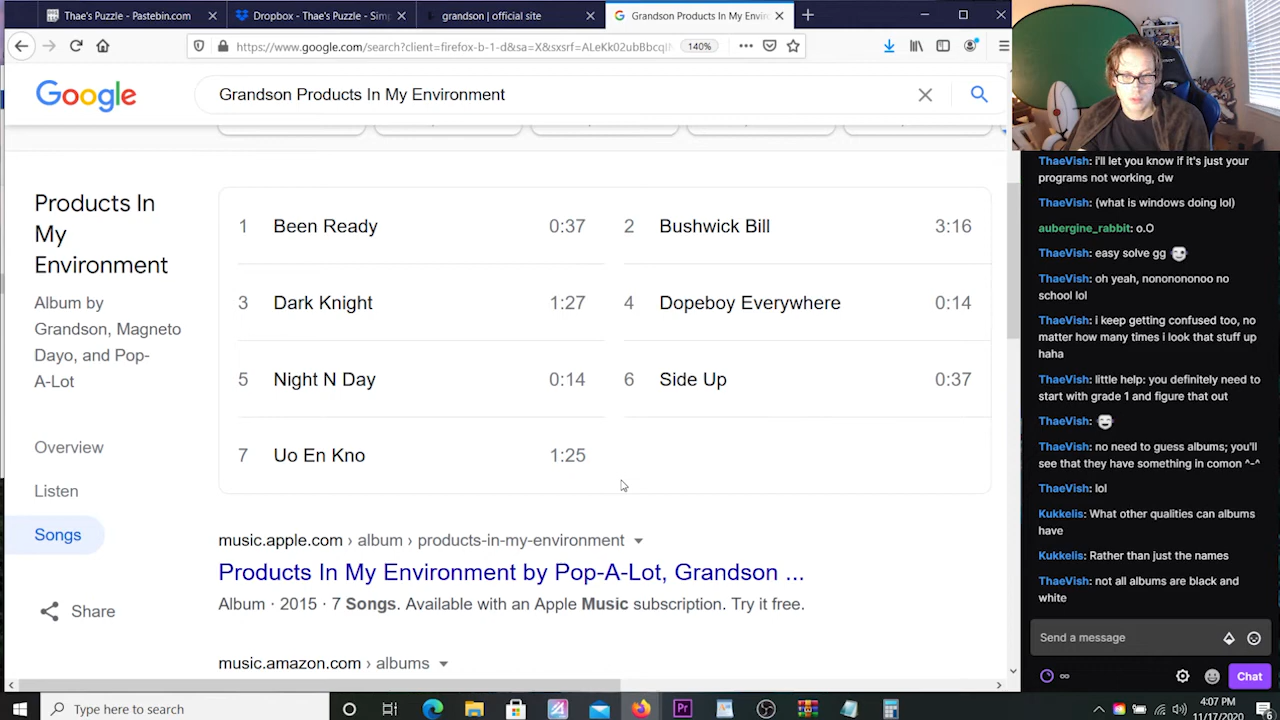 Thae's Puzzle - Pastebin.com
Dropbox - Thae's Puzzle - Simp
grandson | official site
Grandson Products In My Enviro
https://www.google.com/search?client=firefox-b-1-d&sa=X&sxsrf=ALeKk02ubBbcqI
140%
Google
Grandson Products In My Environment
Products In
My
Environment
Album by
Grandson, Magneto
Dayo, and Pop-
A-Lot
Overview
Listen
Songs
Share
1 Been Ready 0:37
2 Bushwick Bill 3:16
3 Dark Knight 1:27
4 Dopeboy Everywhere 0:14
5 Night N Day 0:14
6 Side Up 0:37
7 Uo En Kno 1:25
music.apple.com › album › products-in-my-environment
Products In My Environment by Pop-A-Lot, Grandson ...
Album · 2015 · 7 Songs. Available with an Apple Music subscription. Try it free.
music.amazon.com › albums
ThaeVish: i'll let you know if it's just your
programs not working, dw
ThaeVish: (what is windows doing lol)
aubergine_rabbit: o.O
ThaeVish: easy solve gg
ThaeVish: oh yeah, nonononono no
school lol
ThaeVish: i keep getting confused too, no
matter how many times i look that stuff up
haha
ThaeVish: little help: you definitely need to
start with grade 1 and figure that out
ThaeVish:
ThaeVish: no need to guess albums; you'll
see that they have something in comon ^-^
ThaeVish: lol
Kukkelis: What other qualities can albums
have
Kukkelis: Rather than just the names
ThaeVish: not all albums are black and
white
Send a message
∞
Chat
Type here to search
4:07 PM
11/17/2020